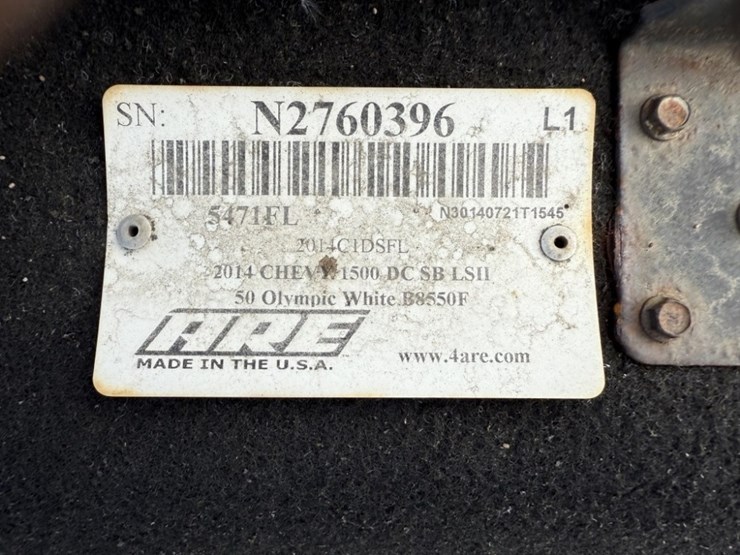 SN: N2760396 L1
5471FL N30140721T1545
2014C1DSFL
2014 CHEVY 1500 DC SB LSII
50 Olympic White B8550F
ARE
MADE IN THE U.S.A. www.4are.com